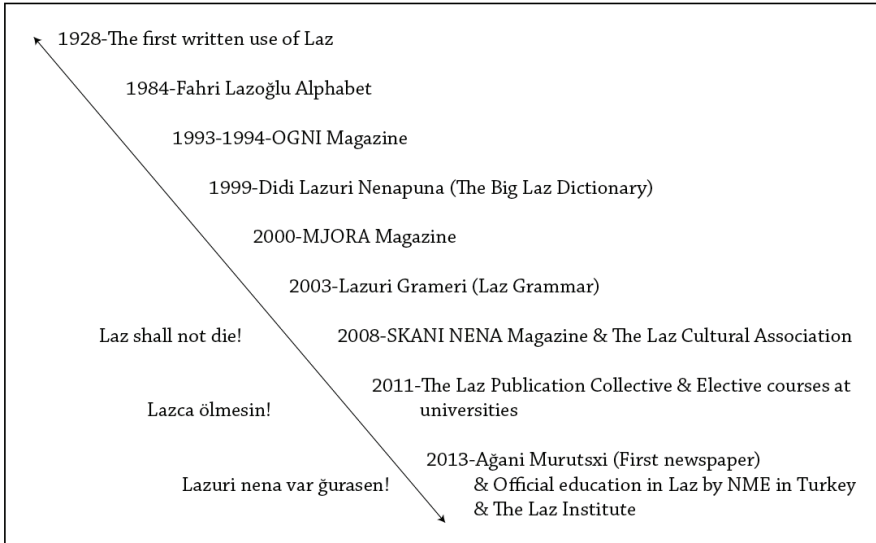 1928-The first written use of Laz
1984-Fahri Lazoğlu Alphabet
1993-1994-OGNI Magazine
1999-Didi Lazuri Nenapuna (The Big Laz Dictionary)
2000-MJORA Magazine
2003-Lazuri Grameri (Laz Grammar)
Laz shall not die!
2008-SKANI NENA Magazine & The Laz Cultural Association
2011-The Laz Publication Collective & Elective courses at
universities
Lazca ölmesin!
2013-Ağani Murutsxi (First newspaper)
& Official education in Laz by NME in Turkey
& The Laz Institute
Lazuri nena var ğurasen!